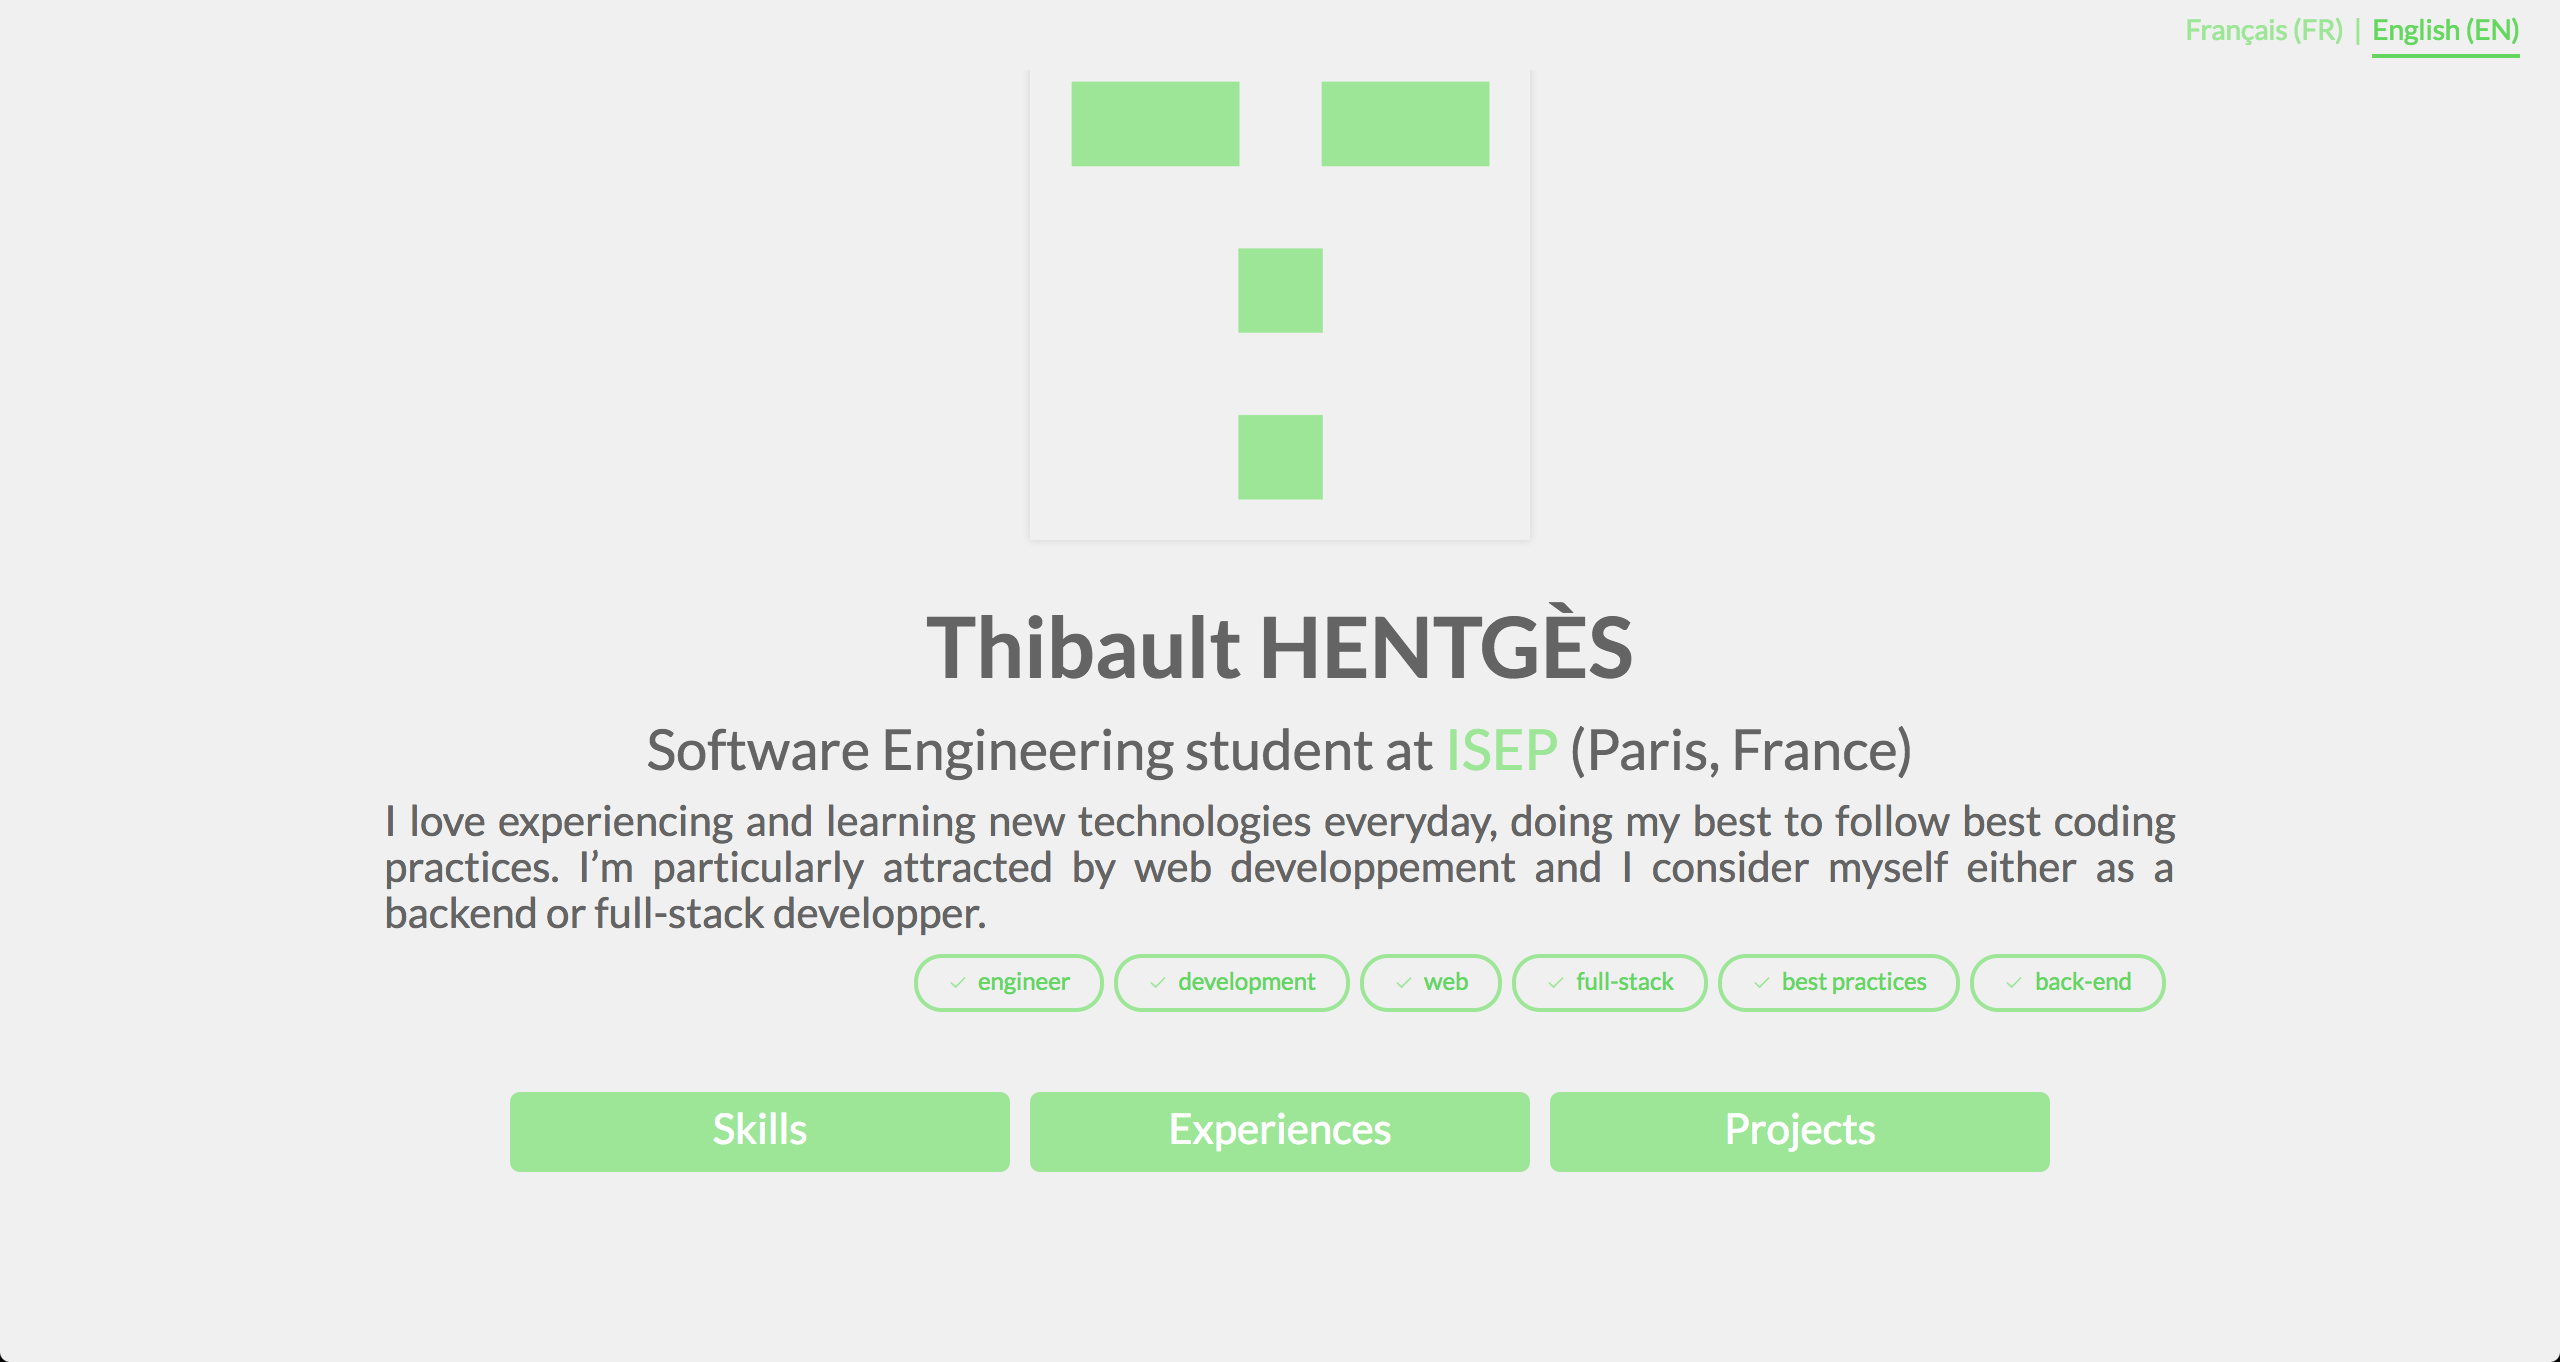 Français (FR) | English (EN)
Thibault HENTGÈS
Software Engineering student at ISEP (Paris, France)
I love experiencing and learning new technologies everyday, doing my best to follow best coding
practices. I’m particularly attracted by web developpement and I consider myself either as a
backend or full-stack developper.
engineer development web full-stack best practices back-end
Skills Experiences Projects